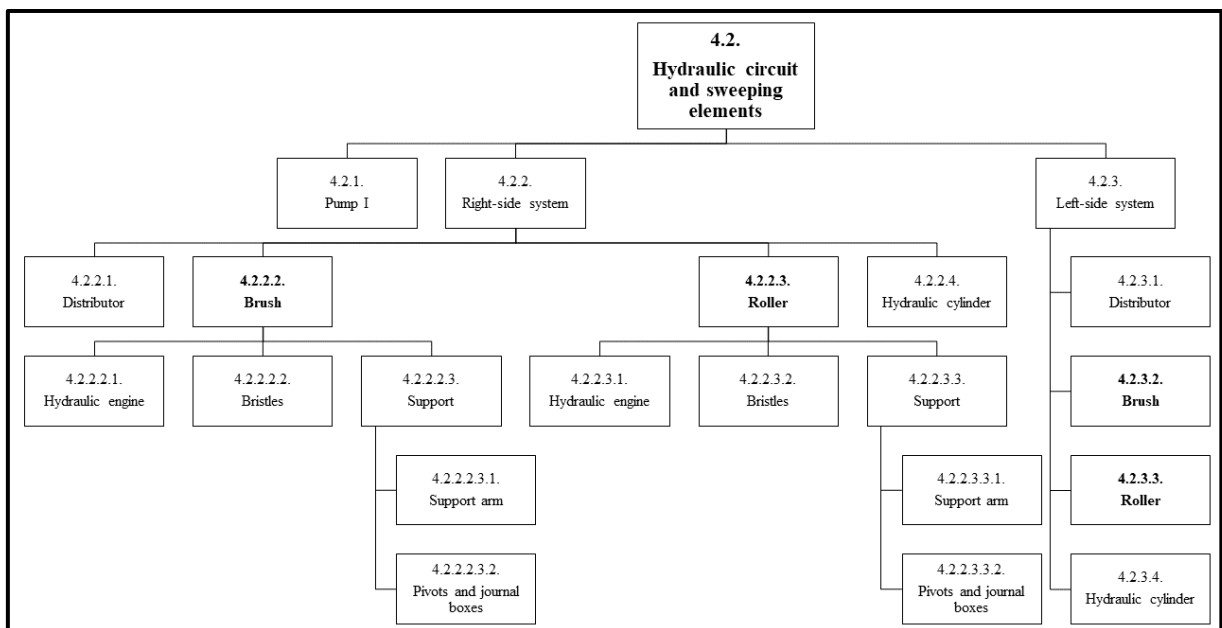 4.2.
Hydraulic circuit
and sweeping
elements
4.2.1.
Pump I
4.2.2.
Right-side system
4.2.3.
Left-side system
4.2.2.1.
Distributor
4.2.2.2.
Brush
4.2.2.3.
Roller
4.2.2.4.
Hydraulic cylinder
4.2.3.1.
Distributor
4.2.2.2.1.
Hydraulic engine
4.2.2.2.2.
Bristles
4.2.2.2.3.
Support
4.2.2.3.1.
Hydraulic engine
4.2.2.3.2.
Bristles
4.2.2.3.3.
Support
4.2.3.2.
Brush
4.2.2.2.3.1.
Support arm
4.2.2.3.3.1.
Support arm
4.2.3.3.
Roller
4.2.2.2.3.2.
Pivots and journal
boxes
4.2.2.3.3.2.
Pivots and journal
boxes
4.2.3.4.
Hydraulic cylinder